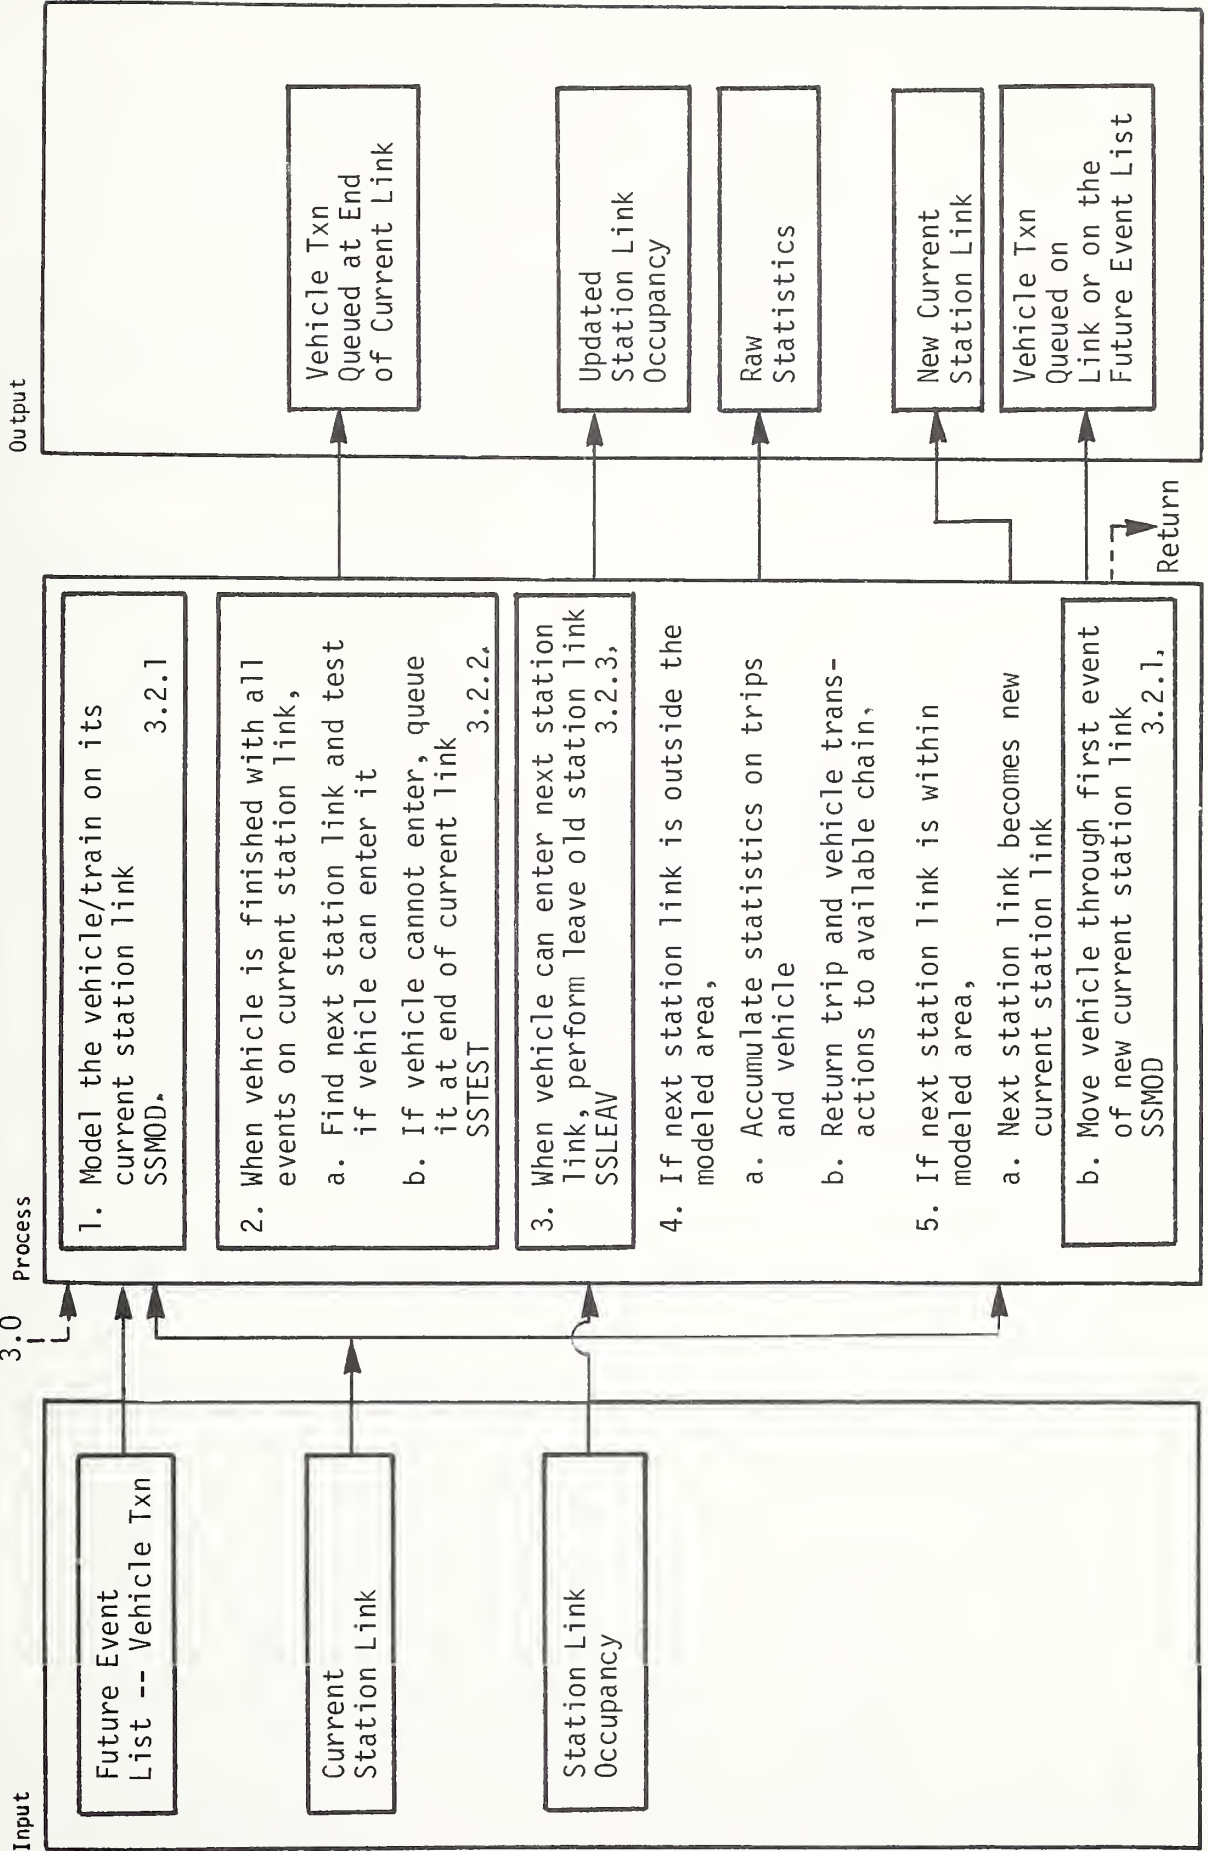 Input
Future Event
List -- Vehicle Txn
Current
Station Link
Station Link
Occupancy
3.0
Process
1. Model the vehicle/train on its
current station link
SSMOD. 3.2.1
2. When vehicle is finished with all
events on current station link,
a. Find next station link and test
if vehicle can enter it
b. If vehicle cannot enter, queue
it at end of current link
SSTEST 3.2.2.
3. When vehicle can enter next station
link, perform leave old station link
SSLEAV 3.2.3.
4. If next station link is outside the
modeled area,
a. Accumulate statistics on trips
and vehicle
b. Return trip and vehicle trans-
actions to available chain,
5. If next station link is within
modeled area,
a. Next station link becomes new
current station link
b. Move vehicle through first event
of new current station link
SSMOD 3.2.1.
Output
Vehicle Txn
Queued at End
of Current Link
Updated
Station Link
Occupancy
Raw
Statistics
New Current
Station Link
Vehicle Txn
Queued on
Link or on the
Future Event List
Return